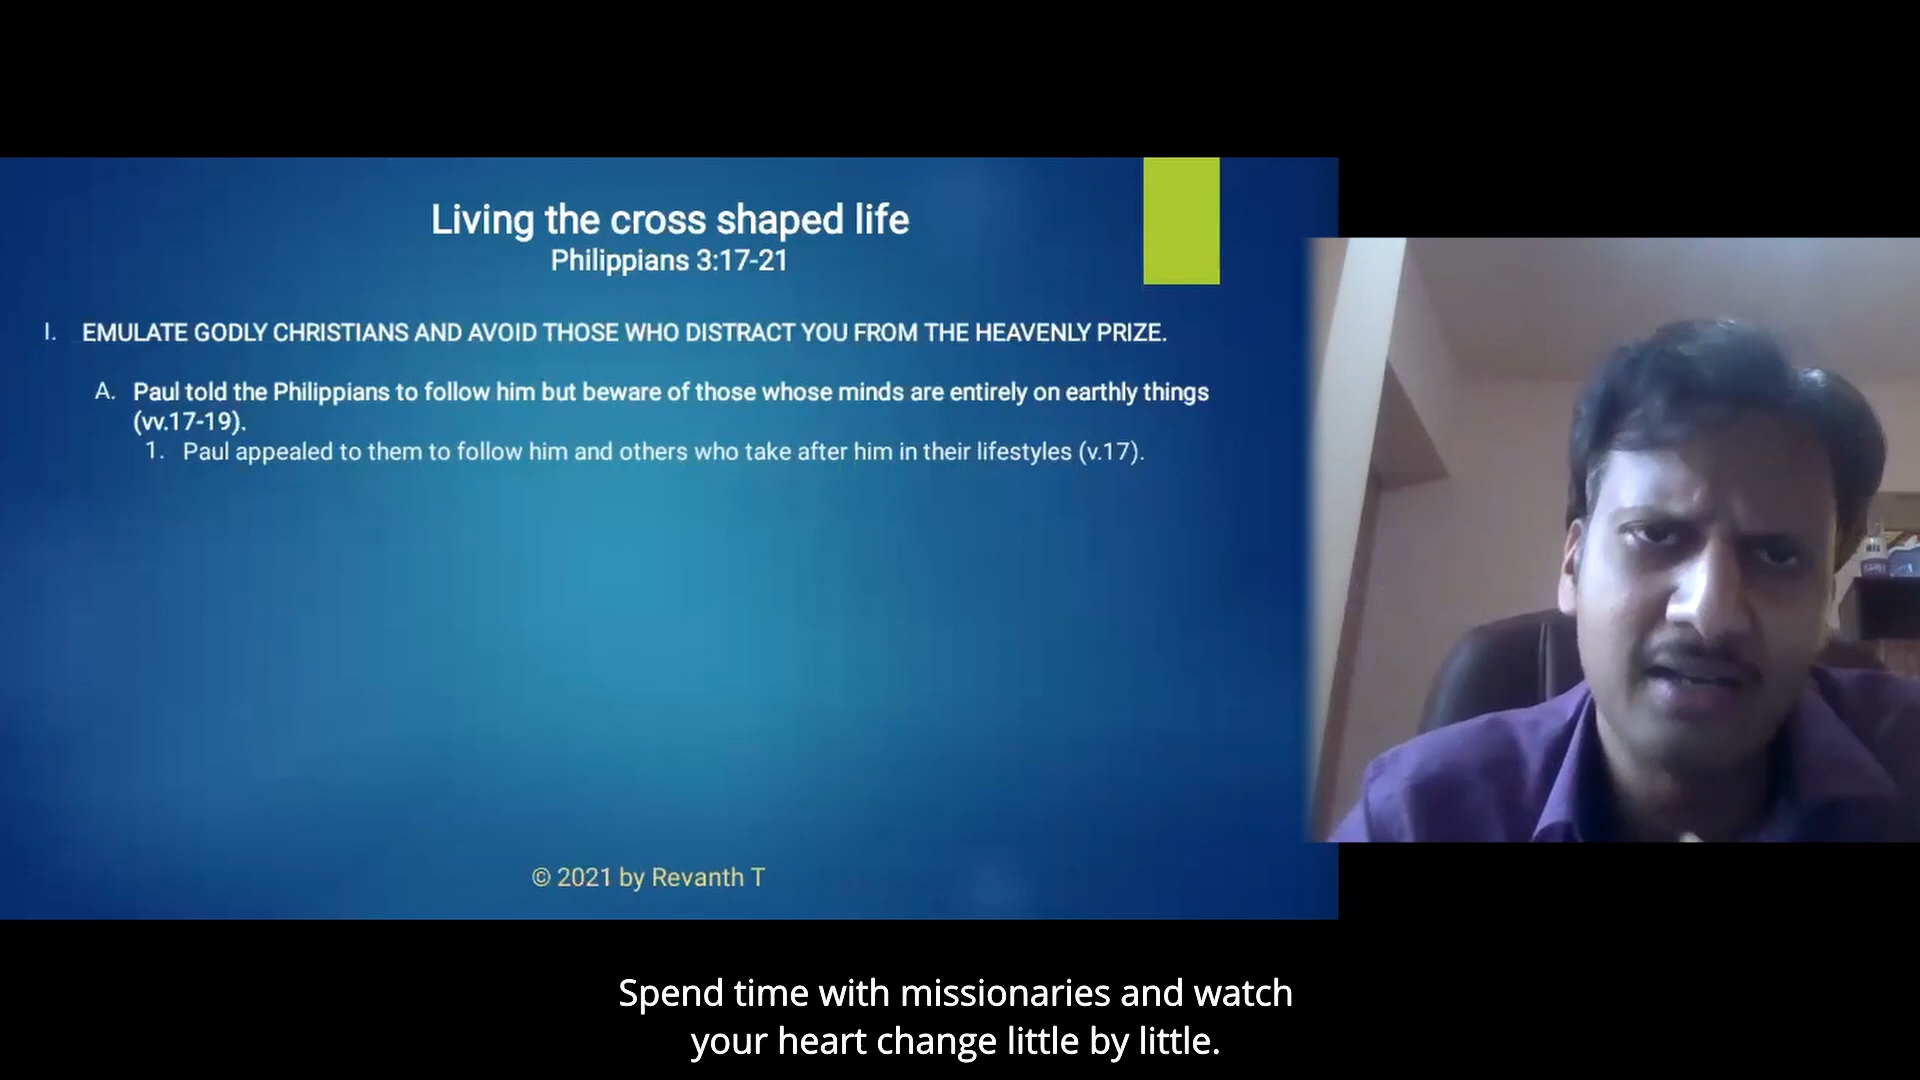 Living the cross shaped life
Philippians 3:17-21
I. EMULATE GODLY CHRISTIANS AND AVOID THOSE WHO DISTRACT YOU FROM THE HEAVENLY PRIZE.
A. Paul told the Philippians to follow him but beware of those whose minds are entirely on earthly things
(vv.17-19).
1. Paul appealed to them to follow him and others who take after him in their lifestyles (v.17).
© 2021 by Revanth T
Spend time with missionaries and watch
your heart change little by little.